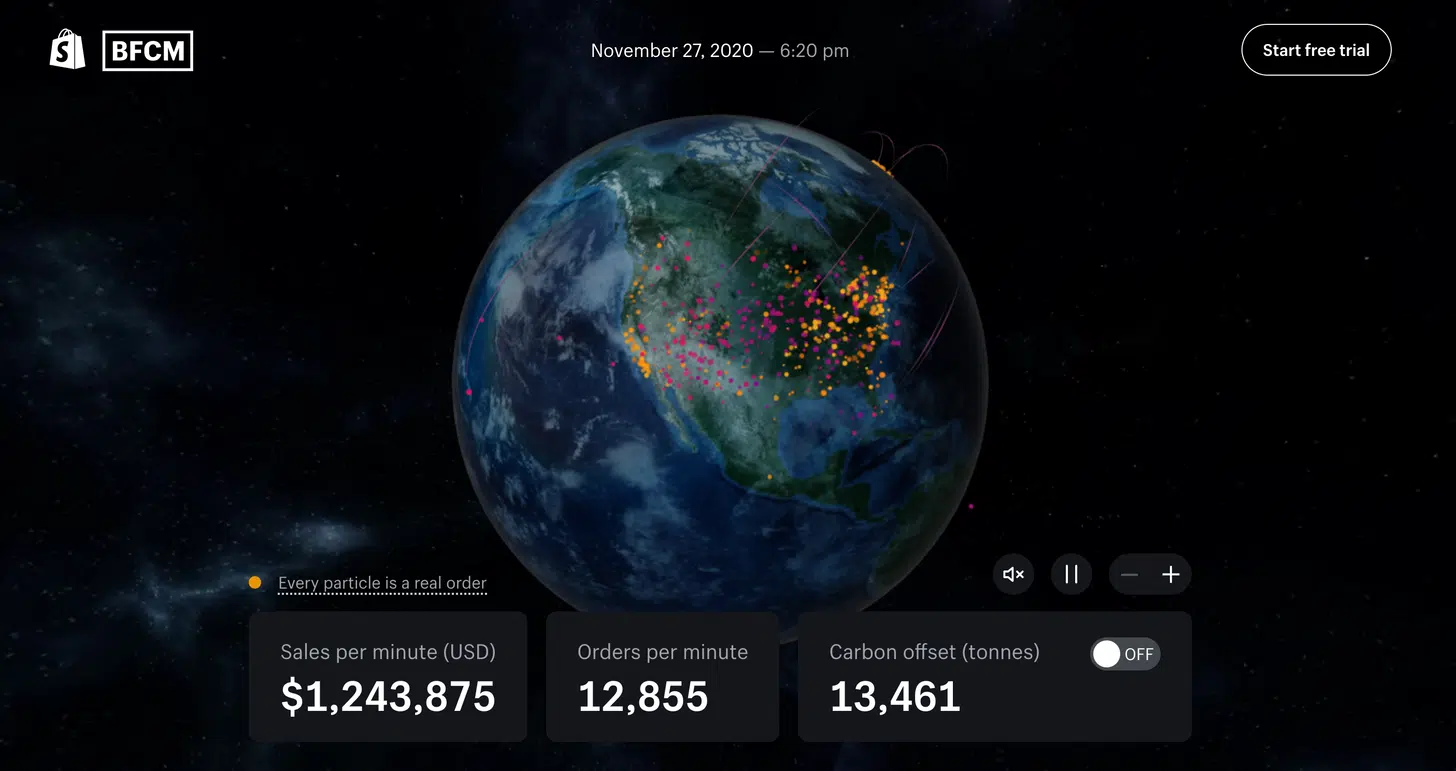 BFCM
November 27, 2020 — 6:20 pm
Start free trial
Every particle is a real order
Sales per minute (USD)
$1,243,875
Orders per minute
12,855
Carbon offset (tonnes)
OFF
13,461